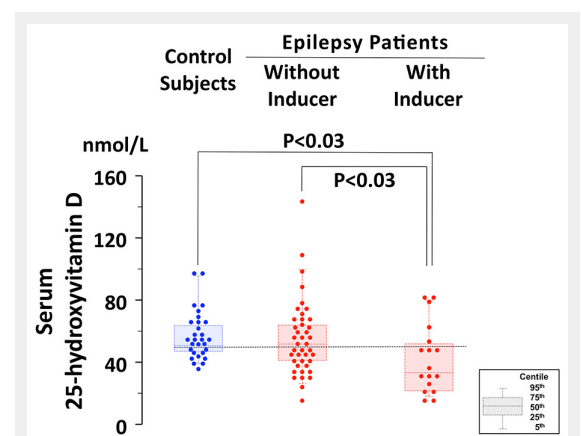 Epilepsy Patients
Control
Subjects
Without
Inducer
With
Inducer
nmol/L
P<0.03
P<0.03
160
120
80
40
0
Serum
25-hydroxyvitamin D
Centile
95th
75th
50th
25th
5th